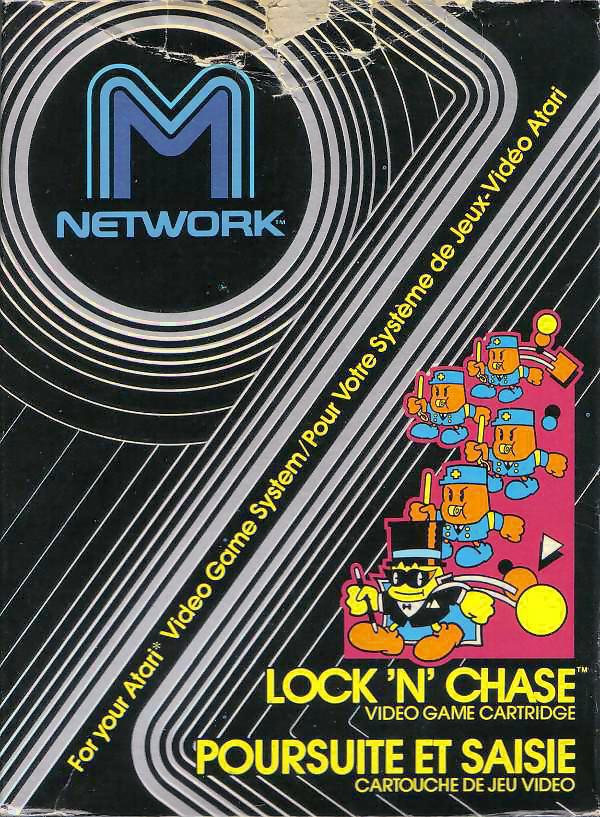 M
NETWORK™
For your Atari* Video Game System/Pour Votre Système de Jeux-Vidéo Atari
LOCK 'N' CHASE™
VIDEO GAME CARTRIDGE
POURSUITE ET SAISIE
CARTOUCHE DE JEU VIDEO